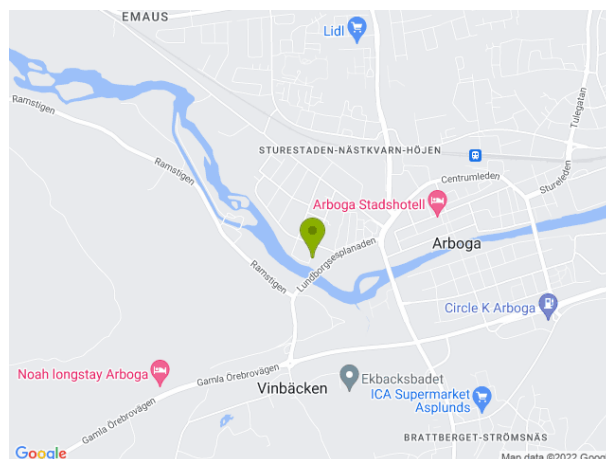 EMAUS
Lidl
Ramstigen
Tulegatan
STURESTADEN-NÄSTKVARN-HÖJEN
Ramstigen
Centrumleden
Stureleden
Arboga Stadshotell
Arboga
Lundborgsesplanaden
Ramstigen
Circle K Arboga
Noah longstay Arboga
Gamla Örebrovägen
Ekbacksbadet
Vinbäcken
ICA Supermarket
Asplunds
Gamla Örebrovägen
BRATTBERGET-STRÖMSNÄS
Google
Map data ©2022 Goog